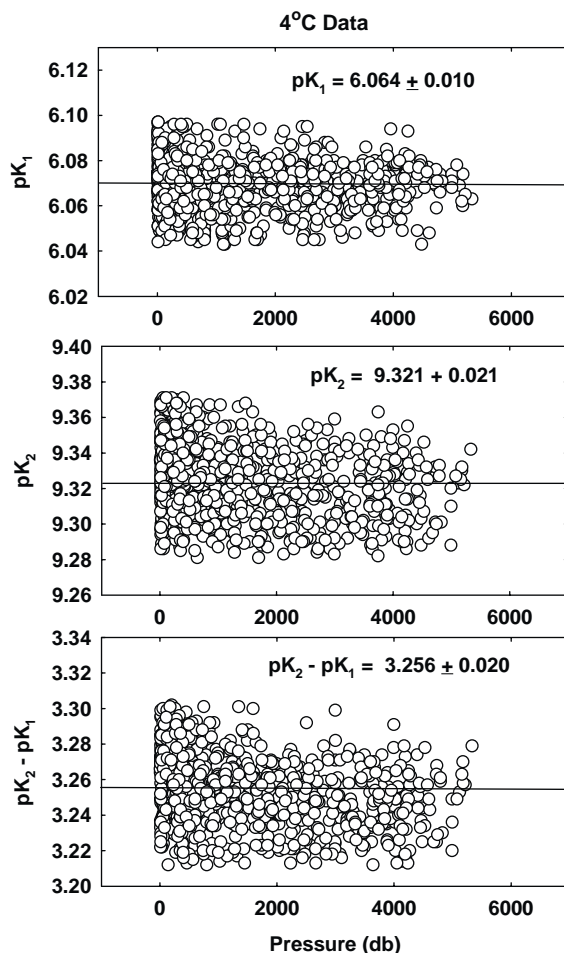 4°C Data
pK₁ = 6.064 ± 0.010
6.12
6.10
6.08
6.06
6.04
6.02
pK₁
0 2000 4000 6000
pK₂ = 9.321 + 0.021
9.40
9.38
9.36
9.34
9.32
9.30
9.28
9.26
pK₂
0 2000 4000 6000
pK₂ - pK₁ = 3.256 ± 0.020
3.34
3.32
3.30
3.28
3.26
3.24
3.22
3.20
pK₂ - pK₁
0 2000 4000 6000
Pressure (db)